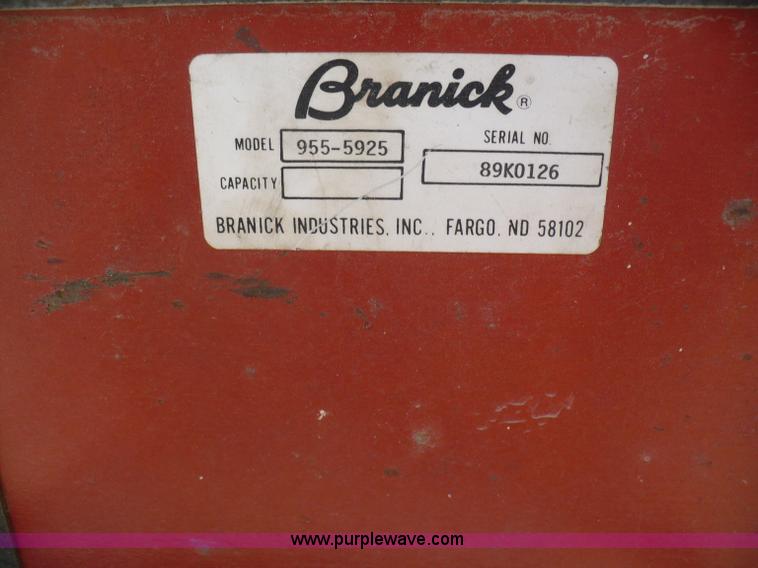 Branick®
MODEL 955-5925
SERIAL NO.
89K0126
CAPACITY
BRANICK INDUSTRIES, INC., FARGO, ND 58102
www.purplewave.com